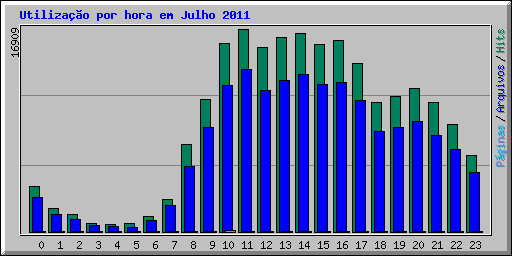 Utilização por hora em Julho 2011
16909
Páginas / Arquivos / Hits
0 1 2 3 4 5 6 7 8 9 10 11 12 13 14 15 16 17 18 19 20 21 22 23